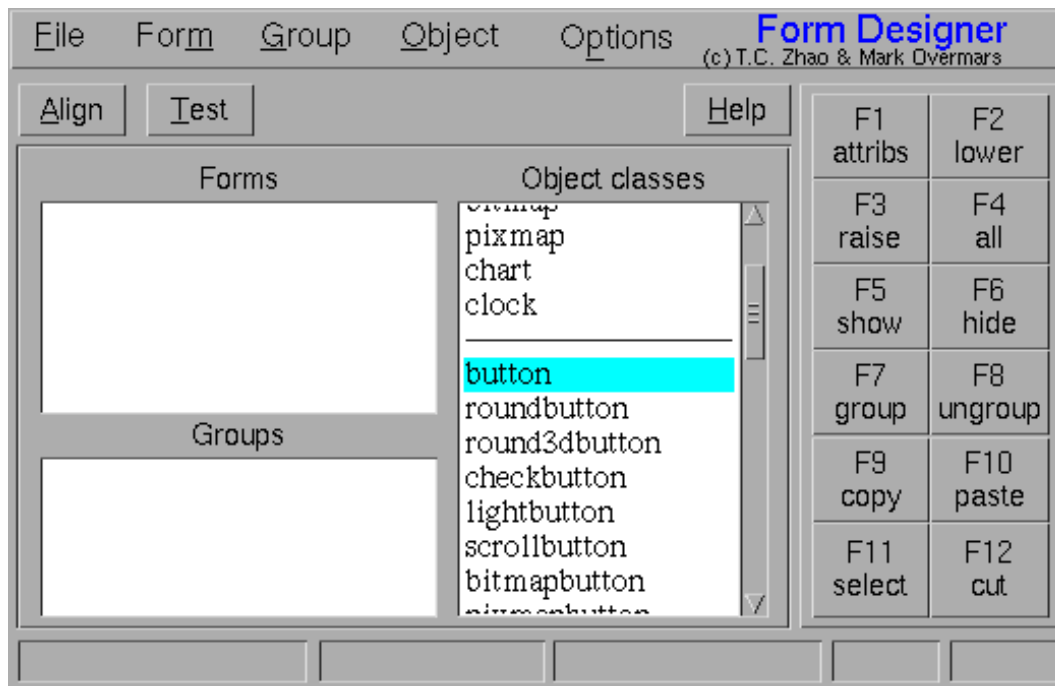 File Form Group Object Options Form Designer
(c) T.C. Zhao & Mark Overmars
Align Test Help
Forms
Object classes
bitmap
pixmap
chart
clock
button
roundbutton
round3dbutton
checkbutton
lightbutton
scrollbutton
bitmapbutton
pixmapbutton
Groups
F1
attribs
F2
lower
F3
raise
F4
all
F5
show
F6
hide
F7
group
F8
ungroup
F9
copy
F10
paste
F11
select
F12
cut